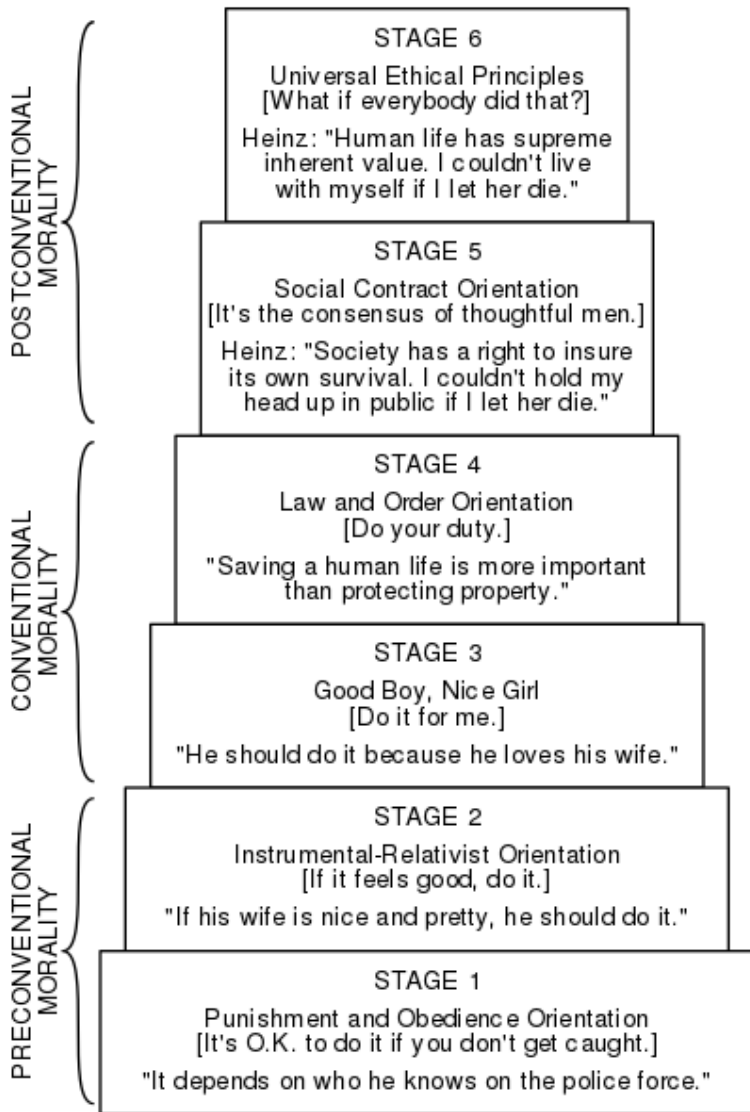 POSTCONVENTIONAL
MORALITY
STAGE 6
Universal Ethical Principles
[What if everybody did that?]
Heinz: "Human life has supreme
inherent value. I couldn't live
with myself if I let her die."
STAGE 5
Social Contract Orientation
[It's the consensus of thoughtful men.]
Heinz: "Society has a right to insure
its own survival. I couldn't hold my
head up in public if I let her die."
CONVENTIONAL
MORALITY
STAGE 4
Law and Order Orientation
[Do your duty.]
"Saving a human life is more important
than protecting property."
STAGE 3
Good Boy, Nice Girl
[Do it for me.]
"He should do it because he loves his wife."
PRECONVENTIONAL
MORALITY
STAGE 2
Instrumental-Relativist Orientation
[If it feels good, do it.]
"If his wife is nice and pretty, he should do it."
STAGE 1
Punishment and Obedience Orientation
[It's O.K. to do it if you don't get caught.]
"It depends on who he knows on the police force."